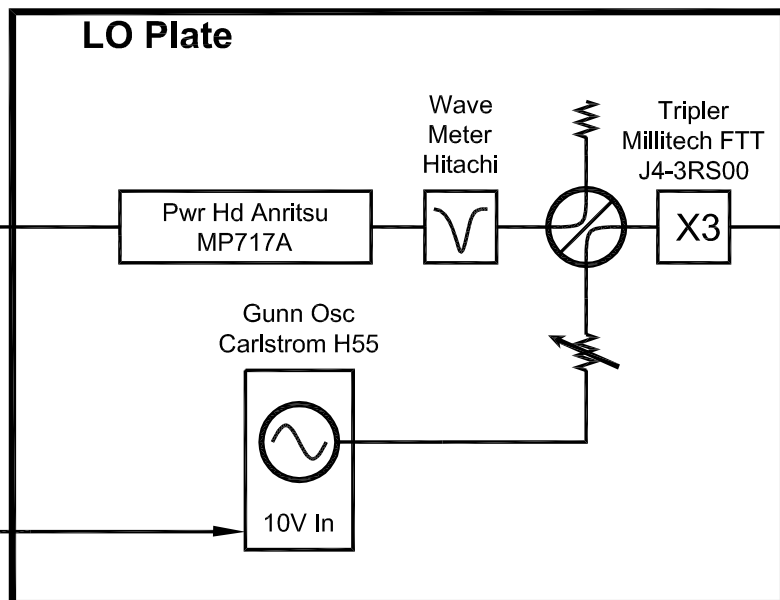 LO Plate
Wave
Meter
Hitachi
Tripler
Millitech FTT
J4-3RS00
Pwr Hd Anritsu
MP717A
X3
Gunn Osc
Carlstrom H55
10V In